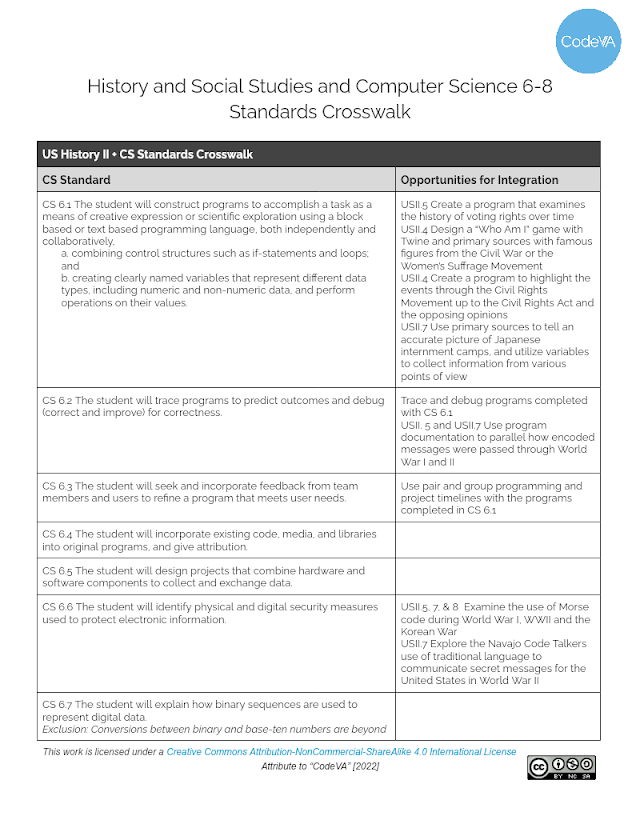 CodeVA
History and Social Studies and Computer Science 6-8
Standards Crosswalk
US History II + CS Standards Crosswalk
CS Standard
Opportunities for Integration
CS 6.1 The student will construct programs to accomplish a task as a
means of creative expression or scientific exploration using a block
based or text based programming language, both independently and
collaboratively,
a. combining control structures such as if-statements and loops;
and
b. creating clearly named variables that represent different data
types, including numeric and non-numeric data, and perform
operations on their values.
USII.5 Create a program that examines
the history of voting rights over time
USII.4 Design a "Who Am I" game with
Twine and primary sources with famous
figures from the Civil War or the
Women's Suffrage Movement
USII.4 Create a program to highlight the
events through the Civil Rights
Movement up to the Civil Rights Act and
the opposing opinions
USII.7 Use primary sources to tell an
accurate picture of Japanese
internment camps, and utilize variables
to collect information from various
points of view
CS 6.2 The student will trace programs to predict outcomes and debug
(correct and improve) for correctness.
Trace and debug programs completed
with CS 6.1
USII. 5 and USII.7 Use program
documentation to parallel how encoded
messages were passed through World
War I and II
CS 6.3 The student will seek and incorporate feedback from team
members and users to refine a program that meets user needs.
Use pair and group programming and
project timelines with the programs
completed in CS 6.1
CS 6.4 The student will incorporate existing code, media, and libraries
into original programs, and give attribution.
CS 6.5 The student will design projects that combine hardware and
software components to collect and exchange data.
CS 6.6 The student will identify physical and digital security measures
used to protect electronic information.
USII.5, 7, & 8 Examine the use of Morse
code during World War I, WWII and the
Korean War
USII.7 Explore the Navajo Code Talkers
use of traditional language to
communicate secret messages for the
United States in World War II
CS 6.7 The student will explain how binary sequences are used to
represent digital data.
Exclusion: Conversions between binary and base-ten numbers are beyond
This work is licensed under a Creative Commons Attribution-NonCommercial-ShareAlike 4.0 International License
Attribute to "CodeVA" [2022]
cc
BY NC SA